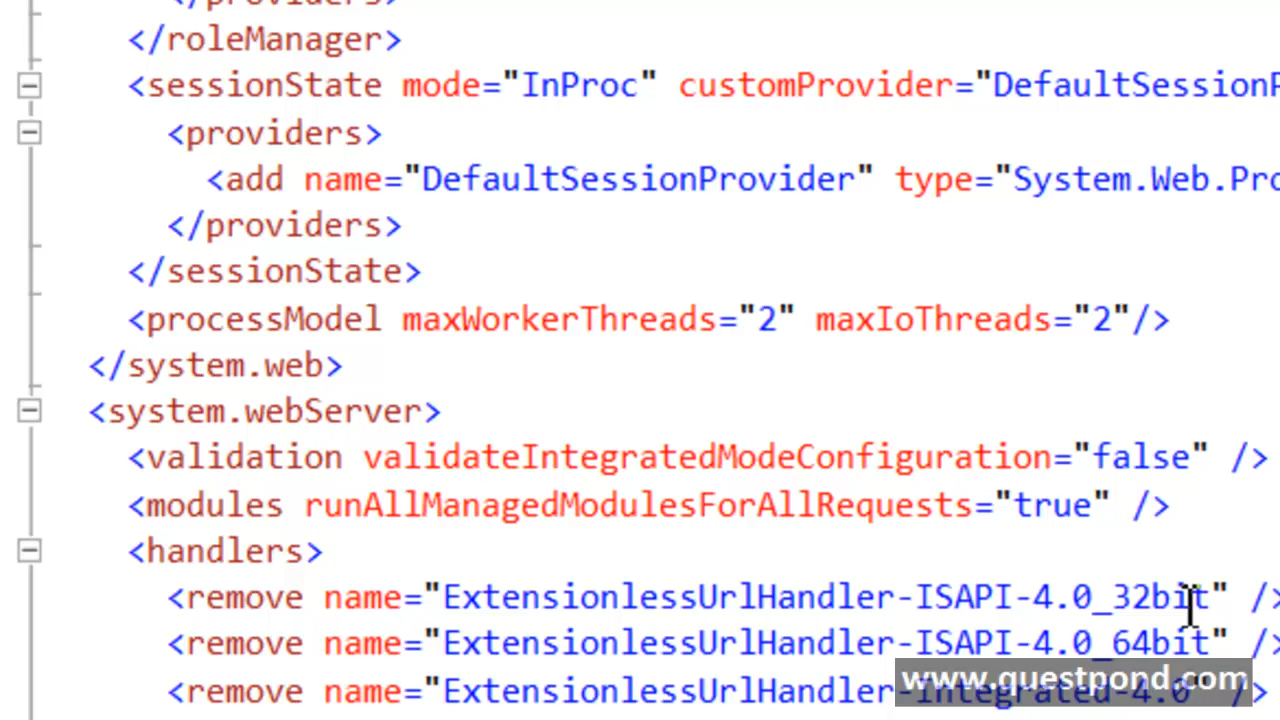 </roleManager>
<sessionState mode="InProc" customProvider="DefaultSessionP
<providers>
<add name="DefaultSessionProvider" type="System.Web.Pro
</providers>
</sessionState>
<processModel maxWorkerThreads="2" maxIoThreads="2"/>
</system.web>
<system.webServer>
<validation validateIntegratedModeConfiguration="false" />
<modules runAllManagedModulesForAllRequests="true" />
<handlers>
<remove name="ExtensionlessUrlHandler-ISAPI-4.0_32bit" />
<remove name="ExtensionlessUrlHandler-ISAPI-4.0_64bit" />
<remove name="ExtensionlessUrlHandler-Integrated-4.0" />
www.questpond.com